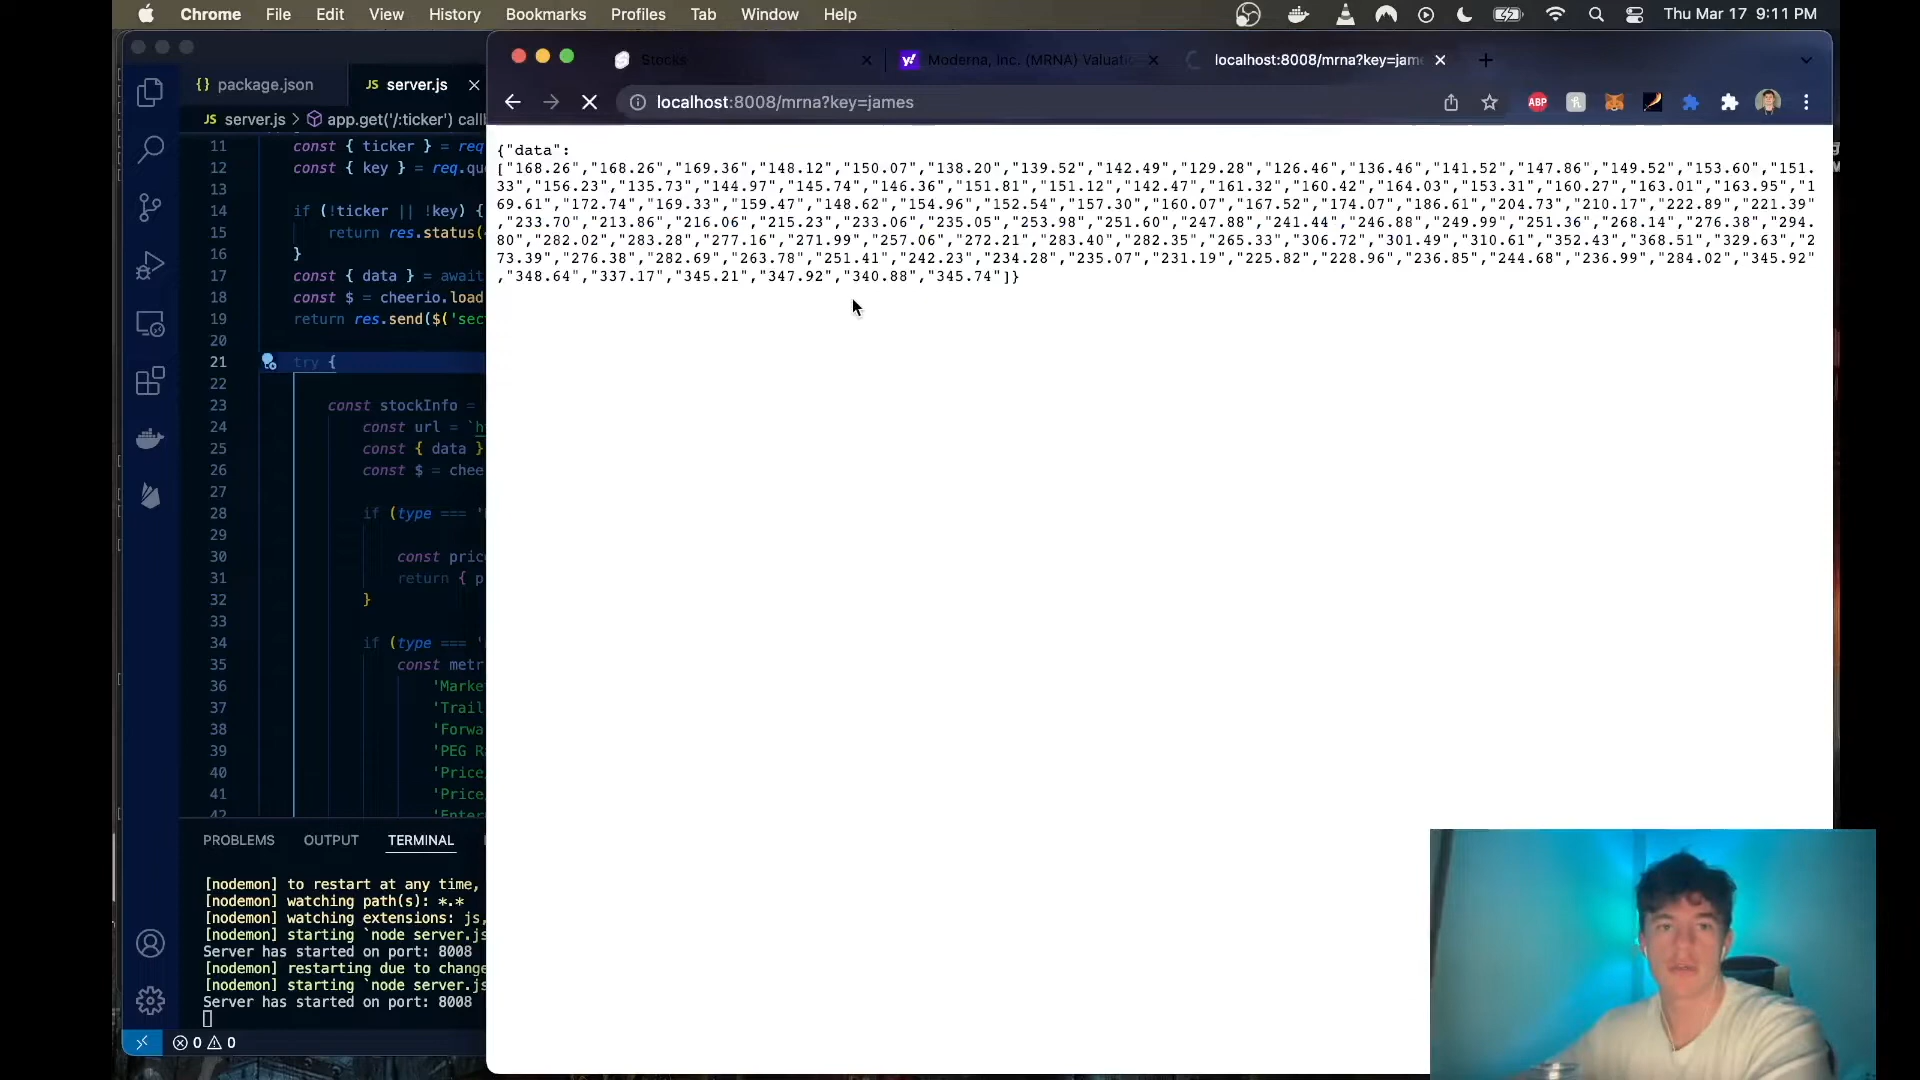 Chrome File Edit View History Bookmarks Profiles Tab Window Help Thu Mar 17 9:11 PM
Stocks Moderna, Inc. (MRNA) Valuatio localhost:8008/mrna?key=jame
{} package.json JS server.js
localhost:8008/mrna?key=james ABP
JS server.js > app.get('/:ticker') call
11 const { ticker } = req
12 const { key } = req.qu
13
14 if (!ticker || !key) {
15 return res.status(
16 }
17 const { data } = await
18 const $ = cheerio.load
19 return res.send($('sec
20
21 try {
22
23 const stockInfo =
24 const url = `h
25 const { data }
26 const $ = chee
27
28 if (type === '
29
30 const pric
31 return { p
32 }
33
34 if (type === '
35 const metr
36 'Marke
37 'Trail
38 'Forwa
39 'PEG R
40 'Price
41 'Price
42 'Enter
{"data":
["168.26","168.26","169.36","148.12","150.07","138.20","139.52","142.49","129.28","126.46","136.46","141.52","147.86","149.52","153.60","151.
33","156.23","135.73","144.97","145.74","146.36","151.81","151.12","142.47","161.32","160.42","164.03","153.31","160.27","163.01","163.95","1
69.61","172.74","169.33","159.47","148.62","154.96","152.54","157.30","160.07","167.52","174.07","186.61","204.73","210.17","222.89","221.39"
,"233.70","213.86","216.06","215.23","233.06","235.05","253.98","251.60","247.88","241.44","246.88","249.99","251.36","268.14","276.38","294.
80","282.02","283.28","277.16","271.99","257.06","272.21","283.40","282.35","265.33","306.72","301.49","310.61","352.43","368.51","329.63","2
73.39","276.38","282.69","263.78","251.41","242.23","234.28","235.07","231.19","225.82","228.96","236.85","244.68","236.99","284.02","345.92"
,"348.64","337.17","345.21","347.92","340.88","345.74"]}
PROBLEMS OUTPUT TERMINAL
[nodemon] to restart at any time,
[nodemon] watching path(s): *.*
[nodemon] watching extensions: js,
[nodemon] starting `node server.js
Server has started on port: 8008
[nodemon] restarting due to change
[nodemon] starting `node server.js
Server has started on port: 8008
0 0